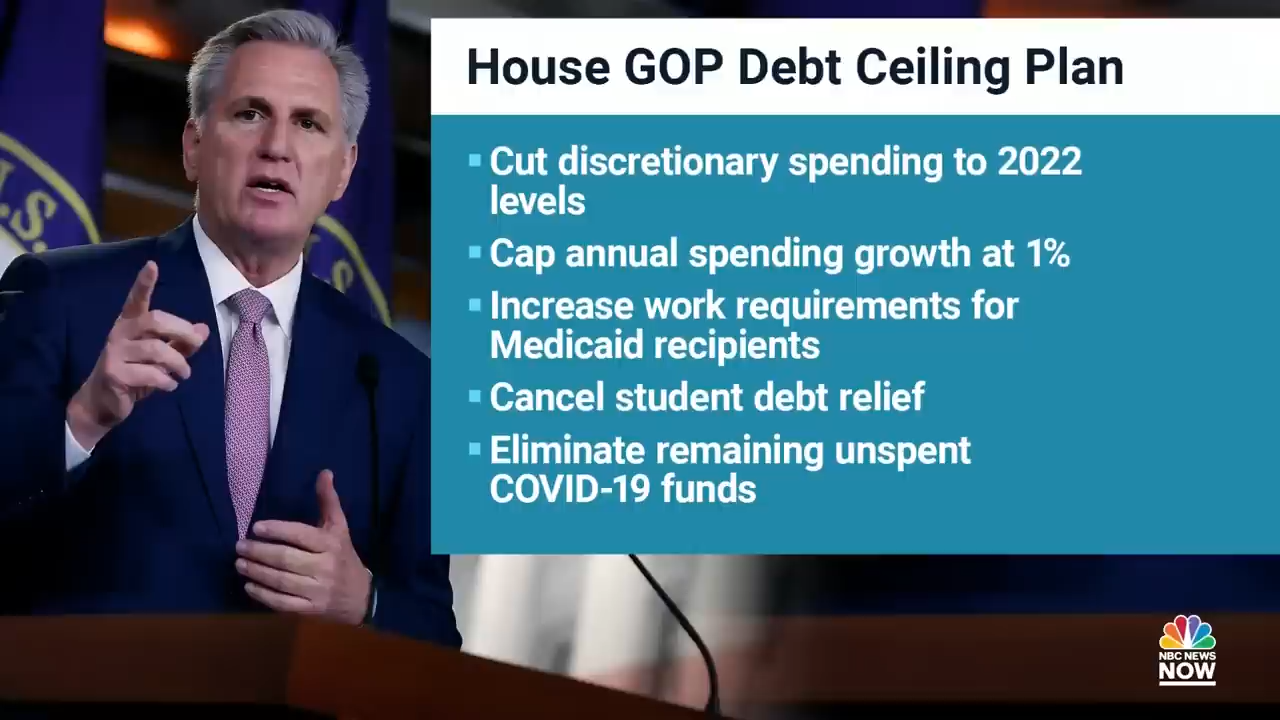 House GOP Debt Ceiling Plan
▪ Cut discretionary spending to 2022
levels
▪ Cap annual spending growth at 1%
▪ Increase work requirements for
Medicaid recipients
▪ Cancel student debt relief
▪ Eliminate remaining unspent
COVID-19 funds
.S.
S
NBC NEWS
NOW